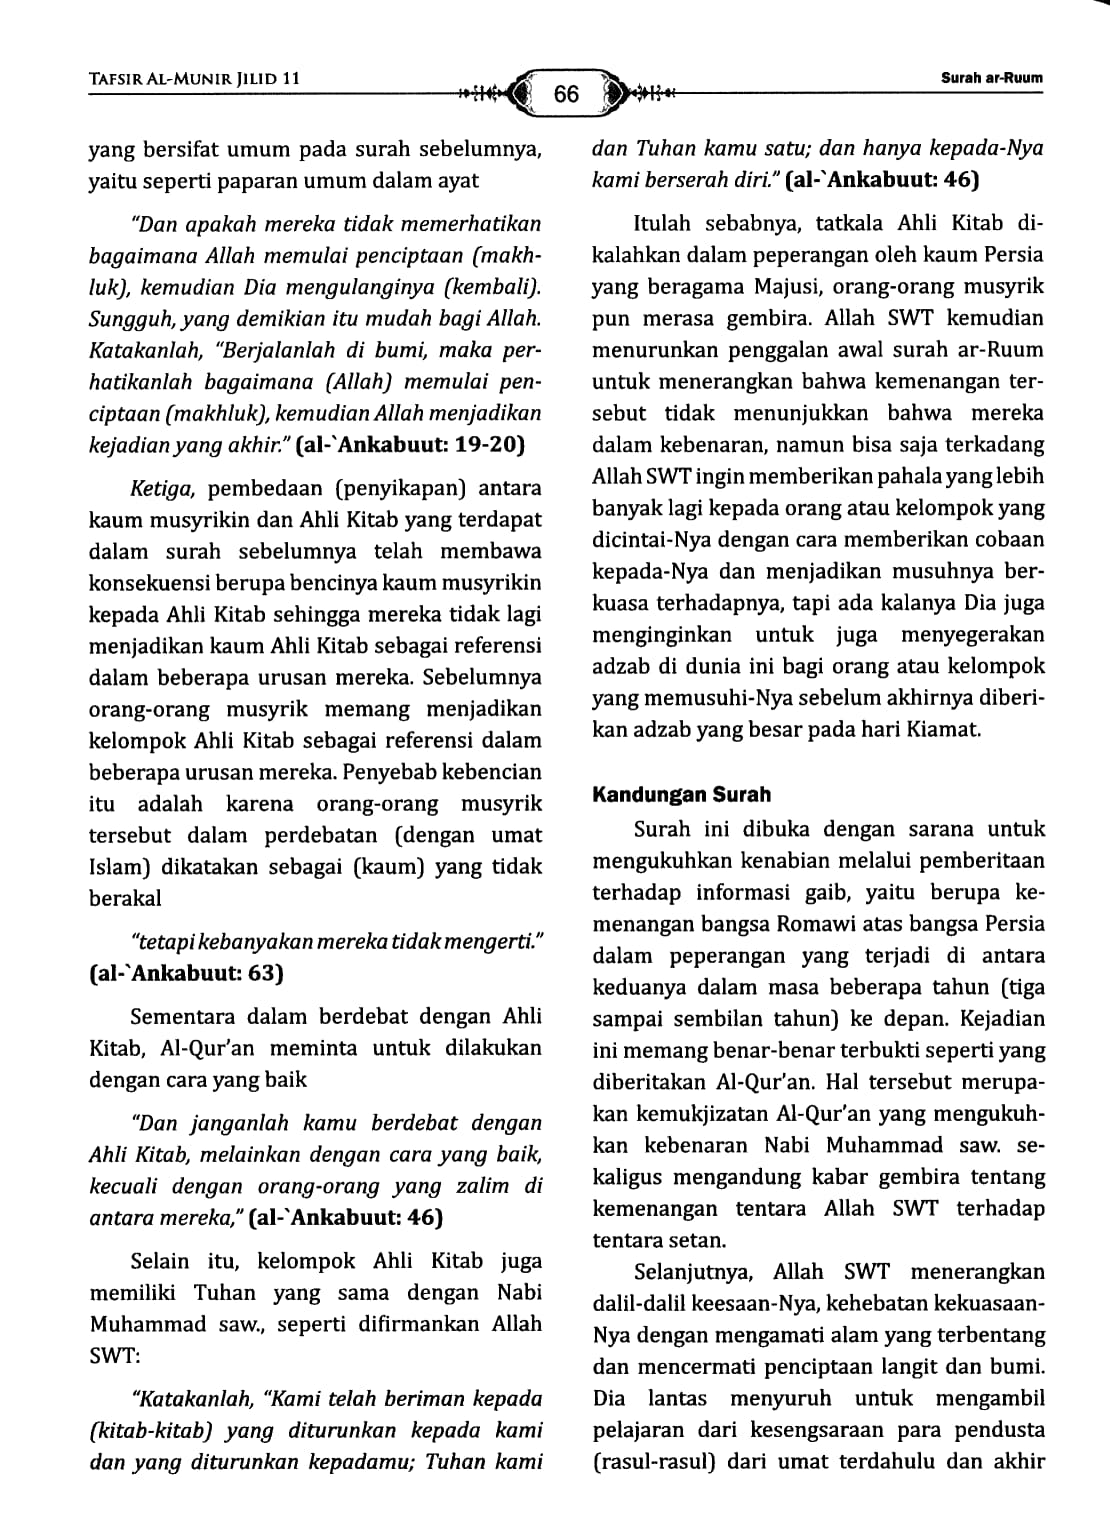 TAFSIR AL-MUNIR JILID 11
66
Surah ar-Ruum
yang bersifat umum pada surah sebelumnya,
yaitu seperti paparan umum dalam ayat
“Dan apakah mereka tidak memerhatikan
bagaimana Allah memulai penciptaan (makh-
luk), kemudian Dia mengulanginya (kembali).
Sungguh, yang demikian itu mudah bagi Allah.
Katakanlah, “Berjalanlah di bumi, maka per-
hatikanlah bagaimana (Allah) memulai pen-
ciptaan (makhluk), kemudian Allah menjadikan
kejadian yang akhir.” (al-`Ankabuut: 19-20)
Ketiga, pembedaan (penyikapan) antara
kaum musyrikin dan Ahli Kitab yang terdapat
dalam surah sebelumnya telah membawa
konsekuensi berupa bencinya kaum musyrikin
kepada Ahli Kitab sehingga mereka tidak lagi
menjadikan kaum Ahli Kitab sebagai referensi
dalam beberapa urusan mereka. Sebelumnya
orang-orang musyrik memang menjadikan
kelompok Ahli Kitab sebagai referensi dalam
beberapa urusan mereka. Penyebab kebencian
itu adalah karena orang-orang musyrik
tersebut dalam perdebatan (dengan umat
Islam) dikatakan sebagai (kaum) yang tidak
berakal
“tetapi kebanyakan mereka tidak mengerti.”
(al-`Ankabuut: 63)
Sementara dalam berdebat dengan Ahli
Kitab, Al-Qur’an meminta untuk dilakukan
dengan cara yang baik
“Dan janganlah kamu berdebat dengan
Ahli Kitab, melainkan dengan cara yang baik,
kecuali dengan orang-orang yang zalim di
antara mereka,” (al-`Ankabuut: 46)
Selain itu, kelompok Ahli Kitab juga
memiliki Tuhan yang sama dengan Nabi
Muhammad saw., seperti difirmankan Allah
SWT:
“Katakanlah, “Kami telah beriman kepada
(kitab-kitab) yang diturunkan kepada kami
dan yang diturunkan kepadamu; Tuhan kami
dan Tuhan kamu satu; dan hanya kepada-Nya
kami berserah diri.” (al-`Ankabuut: 46)
Itulah sebabnya, tatkala Ahli Kitab di-
kalahkan dalam peperangan oleh kaum Persia
yang beragama Majusi, orang-orang musyrik
pun merasa gembira. Allah SWT kemudian
menurunkan penggalan awal surah ar-Ruum
untuk menerangkan bahwa kemenangan ter-
sebut tidak menunjukkan bahwa mereka
dalam kebenaran, namun bisa saja terkadang
Allah SWT ingin memberikan pahala yang lebih
banyak lagi kepada orang atau kelompok yang
dicintai-Nya dengan cara memberikan cobaan
kepada-Nya dan menjadikan musuhnya ber-
kuasa terhadapnya, tapi ada kalanya Dia juga
menginginkan untuk juga menyegerakan
adzab di dunia ini bagi orang atau kelompok
yang memusuhi-Nya sebelum akhirnya diberi-
kan adzab yang besar pada hari Kiamat.
Kandungan Surah
Surah ini dibuka dengan sarana untuk
mengukuhkan kenabian melalui pemberitaan
terhadap informasi gaib, yaitu berupa ke-
menangan bangsa Romawi atas bangsa Persia
dalam peperangan yang terjadi di antara
keduanya dalam masa beberapa tahun (tiga
sampai sembilan tahun) ke depan. Kejadian
ini memang benar-benar terbukti seperti yang
diberitakan Al-Qur’an. Hal tersebut merupa-
kan kemukjizatan Al-Qur’an yang mengukuh-
kan kebenaran Nabi Muhammad saw. se-
kaligus mengandung kabar gembira tentang
kemenangan tentara Allah SWT terhadap
tentara setan.
Selanjutnya, Allah SWT menerangkan
dalil-dalil keesaan-Nya, kehebatan kekuasaan-
Nya dengan mengamati alam yang terbentang
dan mencermati penciptaan langit dan bumi.
Dia lantas menyuruh untuk mengambil
pelajaran dari kesengsaraan para pendusta
(rasul-rasul) dari umat terdahulu dan akhir